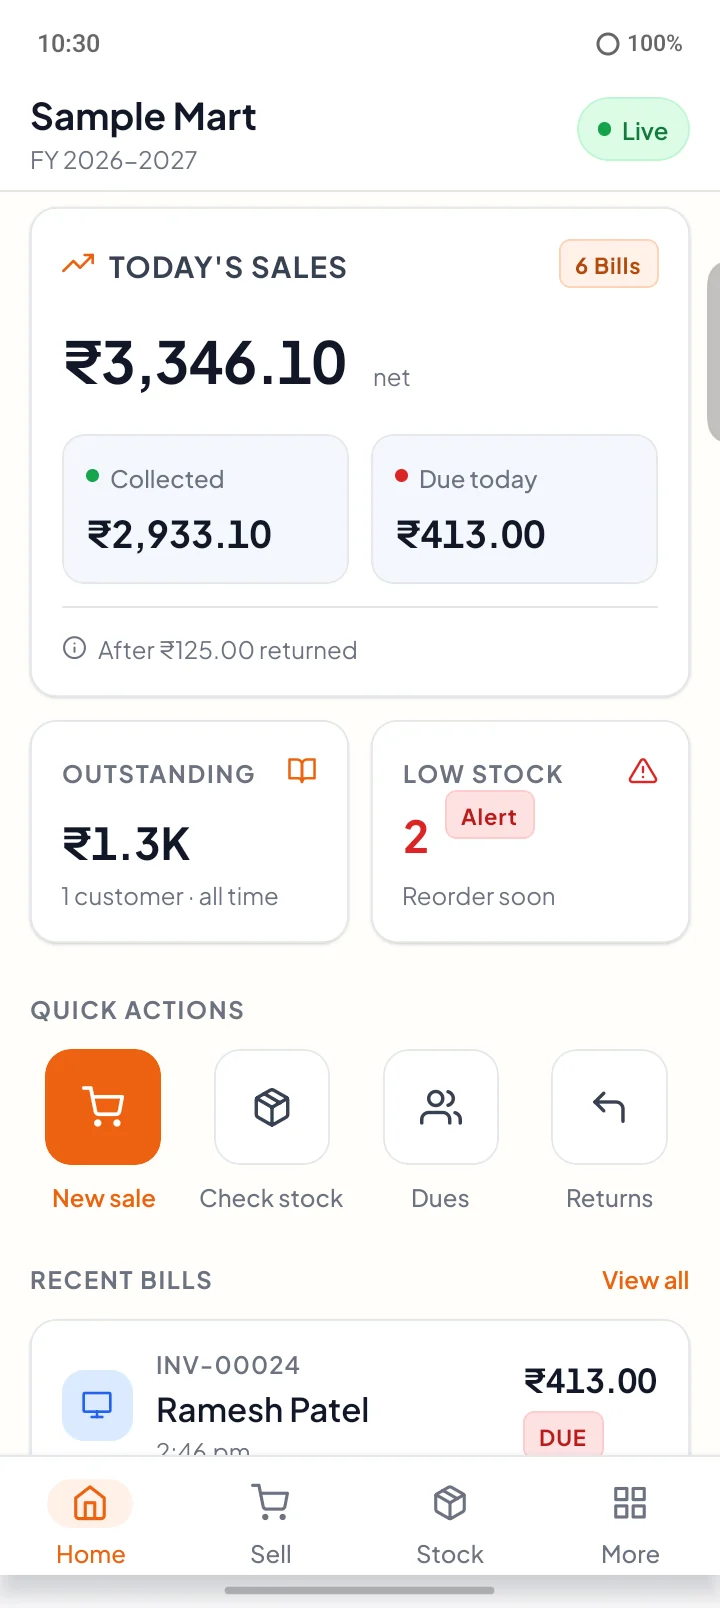 10:30
100%
Sample Mart
FY 2026–2027
Live
TODAY'S SALES
6 Bills
₹3,346.10 net
Collected
₹2,933.10
Due today
₹413.00
After ₹125.00 returned
OUTSTANDING
₹1.3K
1 customer · all time
LOW STOCK
2 Alert
Reorder soon
QUICK ACTIONS
New sale
Check stock
Dues
Returns
RECENT BILLS
View all
INV-00024
Ramesh Patel
2:46 pm
₹413.00
DUE
Home
Sell
Stock
More